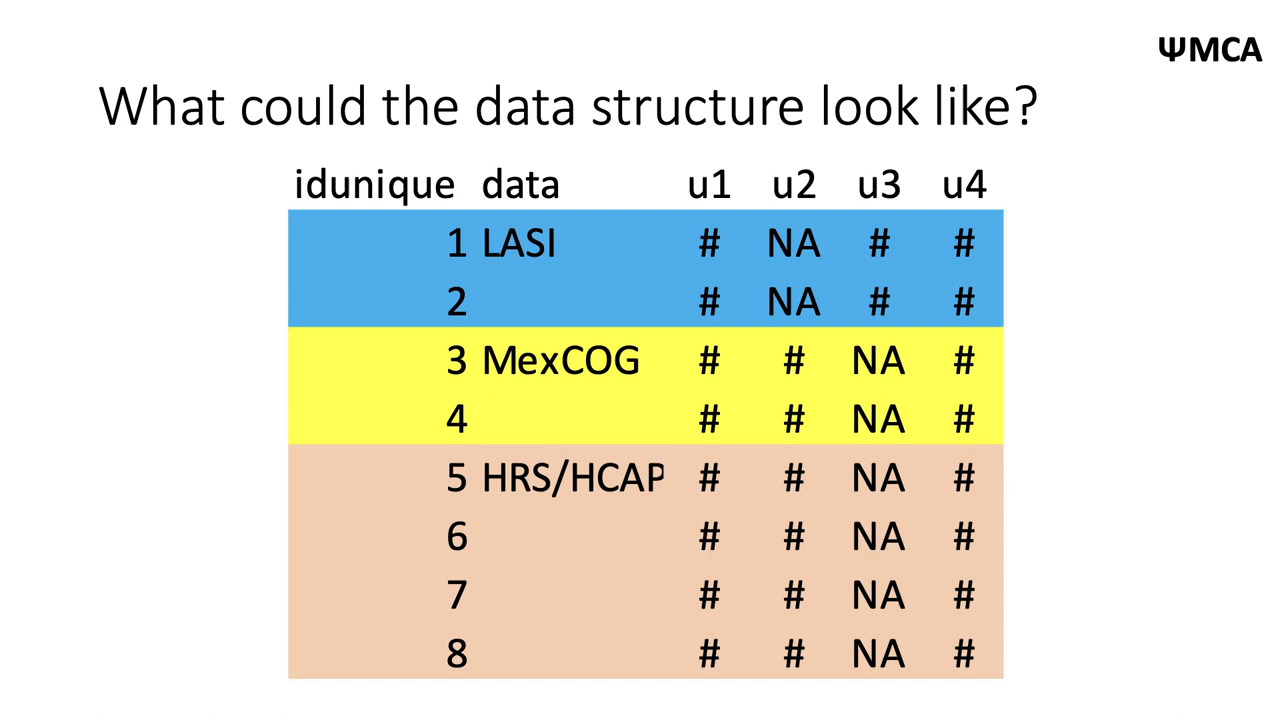 ΨMCA
What could the data structure look like?
idunique data u1 u2 u3 u4
1 LASI # NA # #
2 # NA # #
3 MexCOG # # NA #
4 # # NA #
5 HRS/HCAP # # NA #
6 # # NA #
7 # # NA #
8 # # NA #